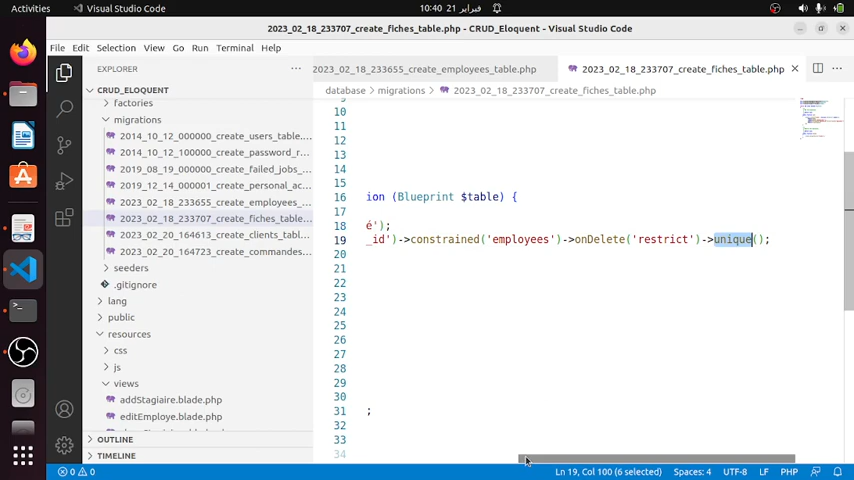 Activities
Visual Studio Code
10:40 21 فبراير
2023_02_18_233707_create_fiches_table.php - CRUD_Eloquent - Visual Studio Code
File Edit Selection View Go Run Terminal Help
EXPLORER
2023_02_18_233655_create_employees_table.php
2023_02_18_233707_create_fiches_table.php
CRUD_ELOQUENT
database > migrations > 2023_02_18_233707_create_fiches_table.php
factories
migrations
2014_10_12_000000_create_users_table....
2014_10_12_100000_create_password_r...
2019_08_19_000000_create_failed_jobs_...
2019_12_14_000001_create_personal_ac...
2023_02_18_233655_create_employees_...
2023_02_18_233707_create_fiches_table...
2023_02_20_164613_create_clients_tabl...
2023_02_20_164723_create_commandes...
seeders
.gitignore
lang
public
resources
css
js
views
addStagiaire.blade.php
editEmploye.blade.php
OUTLINE
TIMELINE
9
10
11
12
13
14
15
16 ion (Blueprint $table) {
17
18 é');
19 _id')->constrained('employees')->onDelete('restrict')->unique();
20
21
22
23
24
25
26
27
28
29
30
31 ;
32
33
34
0 0
Ln 19, Col 100 (6 selected) Spaces: 4 UTF-8 LF PHP